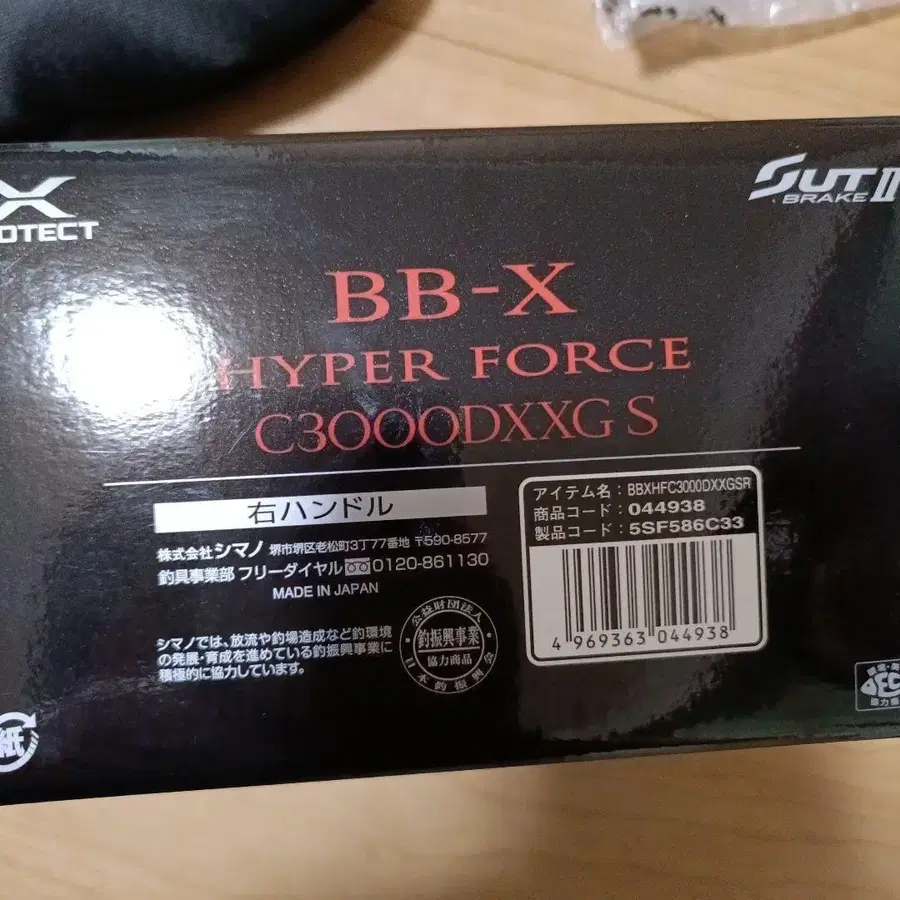 X
OTECT
SUT II
BRAKE
BB-X
HYPER FORCE
C3000DXXG S
右ハンドル
株式会社シマノ 堺市堺区老松町3丁77番地 〒590-8577
釣具事業部 フリーダイヤル 0120-861130
MADE IN JAPAN
シマノでは、放流や釣場造成など釣環境
の発展・育成を進めている釣振興事業に
積極的に協力しています。
公益財団法人
釣振興事業
協力商品
日本釣振興会
アイテム名:BBXHFC3000DXXGSR
商品コード:044938
製品コード:5SF586C33
4 969363 044938
紙